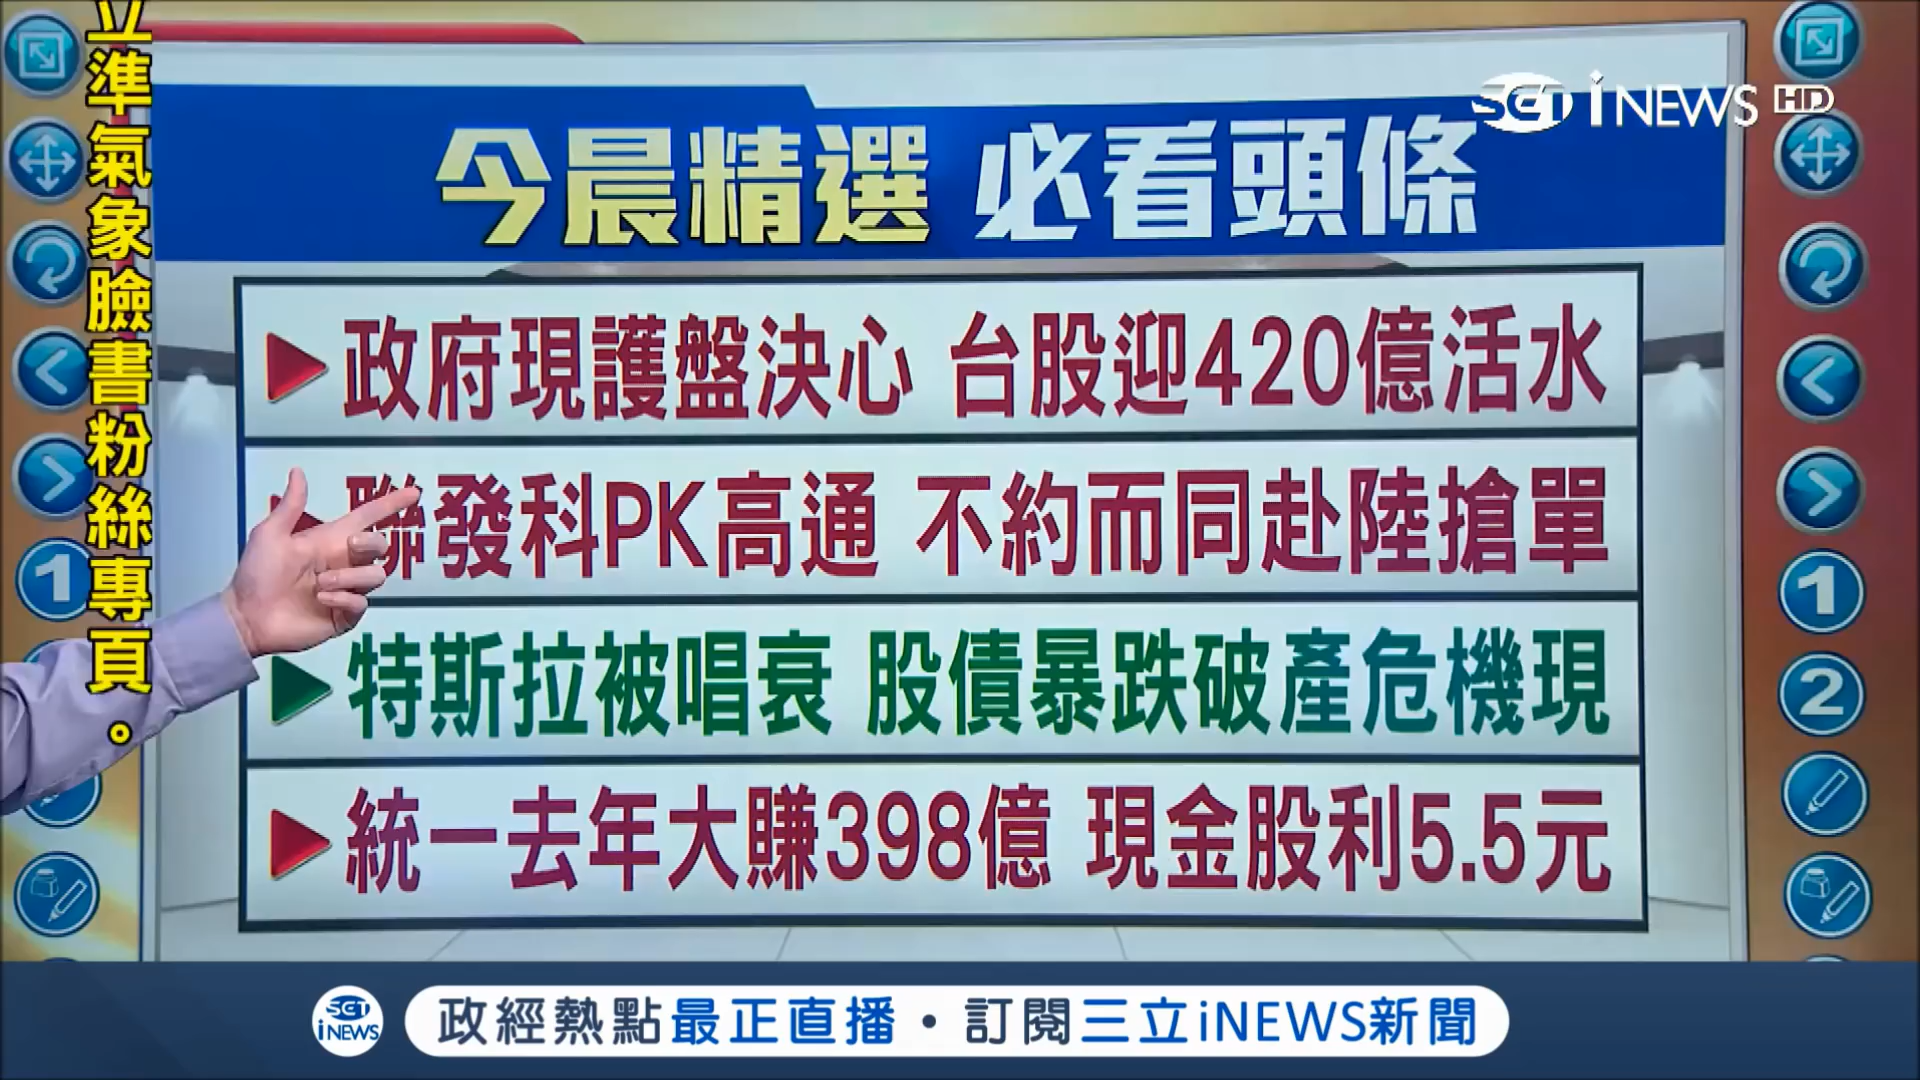 立準氣象臉書粉絲專頁。
SET iNEWS HD
今晨精選 必看頭條
政府現護盤決心 台股迎420億活水
聯發科PK高通 不約而同赴陸搶單
特斯拉被唱衰 股債暴跌破產危機現
統一去年大賺398億 現金股利5.5元
1
1
2
SET iNEWS
政經熱點最正直播・訂閱三立iNEWS新聞